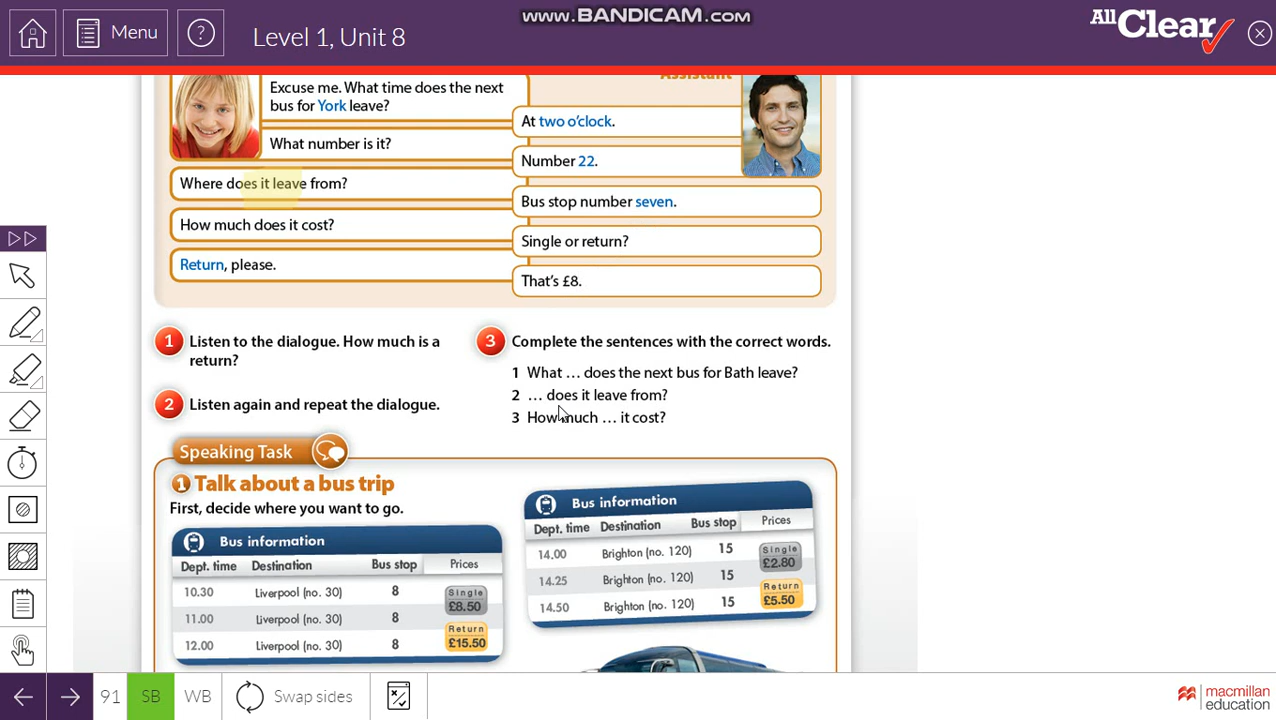 www.BANDICAM.com
Menu
?
Level 1, Unit 8
All Clear
Assistant
Excuse me. What time does the next
bus for York leave?
At two o'clock.
What number is it?
Number 22.
Where does it leave from?
Bus stop number seven.
How much does it cost?
Single or return?
Return, please.
That's £8.
1 Listen to the dialogue. How much is a
return?
2 Listen again and repeat the dialogue.
3 Complete the sentences with the correct words.
1 What … does the next bus for Bath leave?
2 … does it leave from?
3 How much … it cost?
Speaking Task
1 Talk about a bus trip
First, decide where you want to go.
Bus information
Dept. time Destination Bus stop Prices
10.30 Liverpool (no. 30) 8
11.00 Liverpool (no. 30) 8
12.00 Liverpool (no. 30) 8
Single
£8.50
Return
£15.50
Bus information
Dept. time Destination Bus stop Prices
14.00 Brighton (no. 120) 15
14.25 Brighton (no. 120) 15
14.50 Brighton (no. 120) 15
Single
£2.80
Return
£5.50
91
SB
WB
Swap sides
macmillan
education